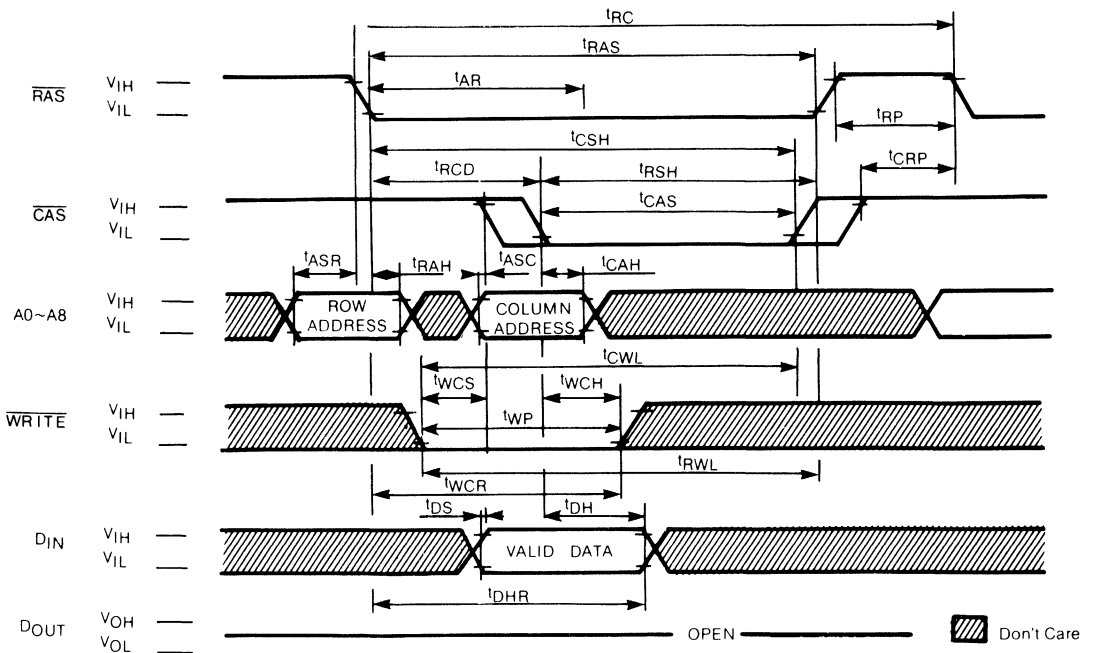 tRC
tRAS
tAR
RAS VIH
VIL
tRP
tCSH
tRCD tRSH tCRP
CAS VIH
VIL
tCAS
tASR tRAH tASC tCAH
A0~A8 VIH
VIL
ROW
ADDRESS
COLUMN
ADDRESS
tCWL
tWCS tWCH
WRITE VIH
VIL
tWP
tRWL
tWCR
tDS tDH
DIN VIH
VIL
VALID DATA
tDHR
DOUT VOH
VOL
OPEN
Don't Care